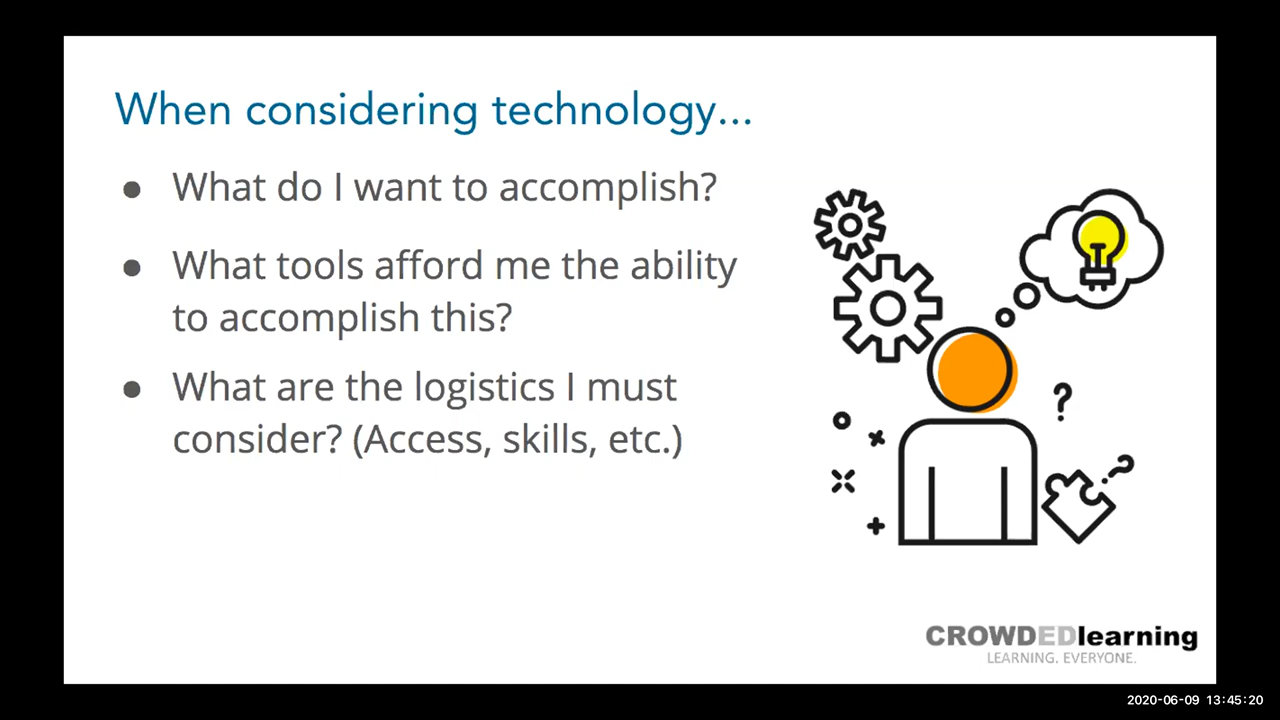 When considering technology...
● What do I want to accomplish?
● What tools afford me the ability
to accomplish this?
● What are the logistics I must
consider? (Access, skills, etc.)
?
?
CROWDEDlearning
LEARNING. EVERYONE.
2020-06-09 13:45:20